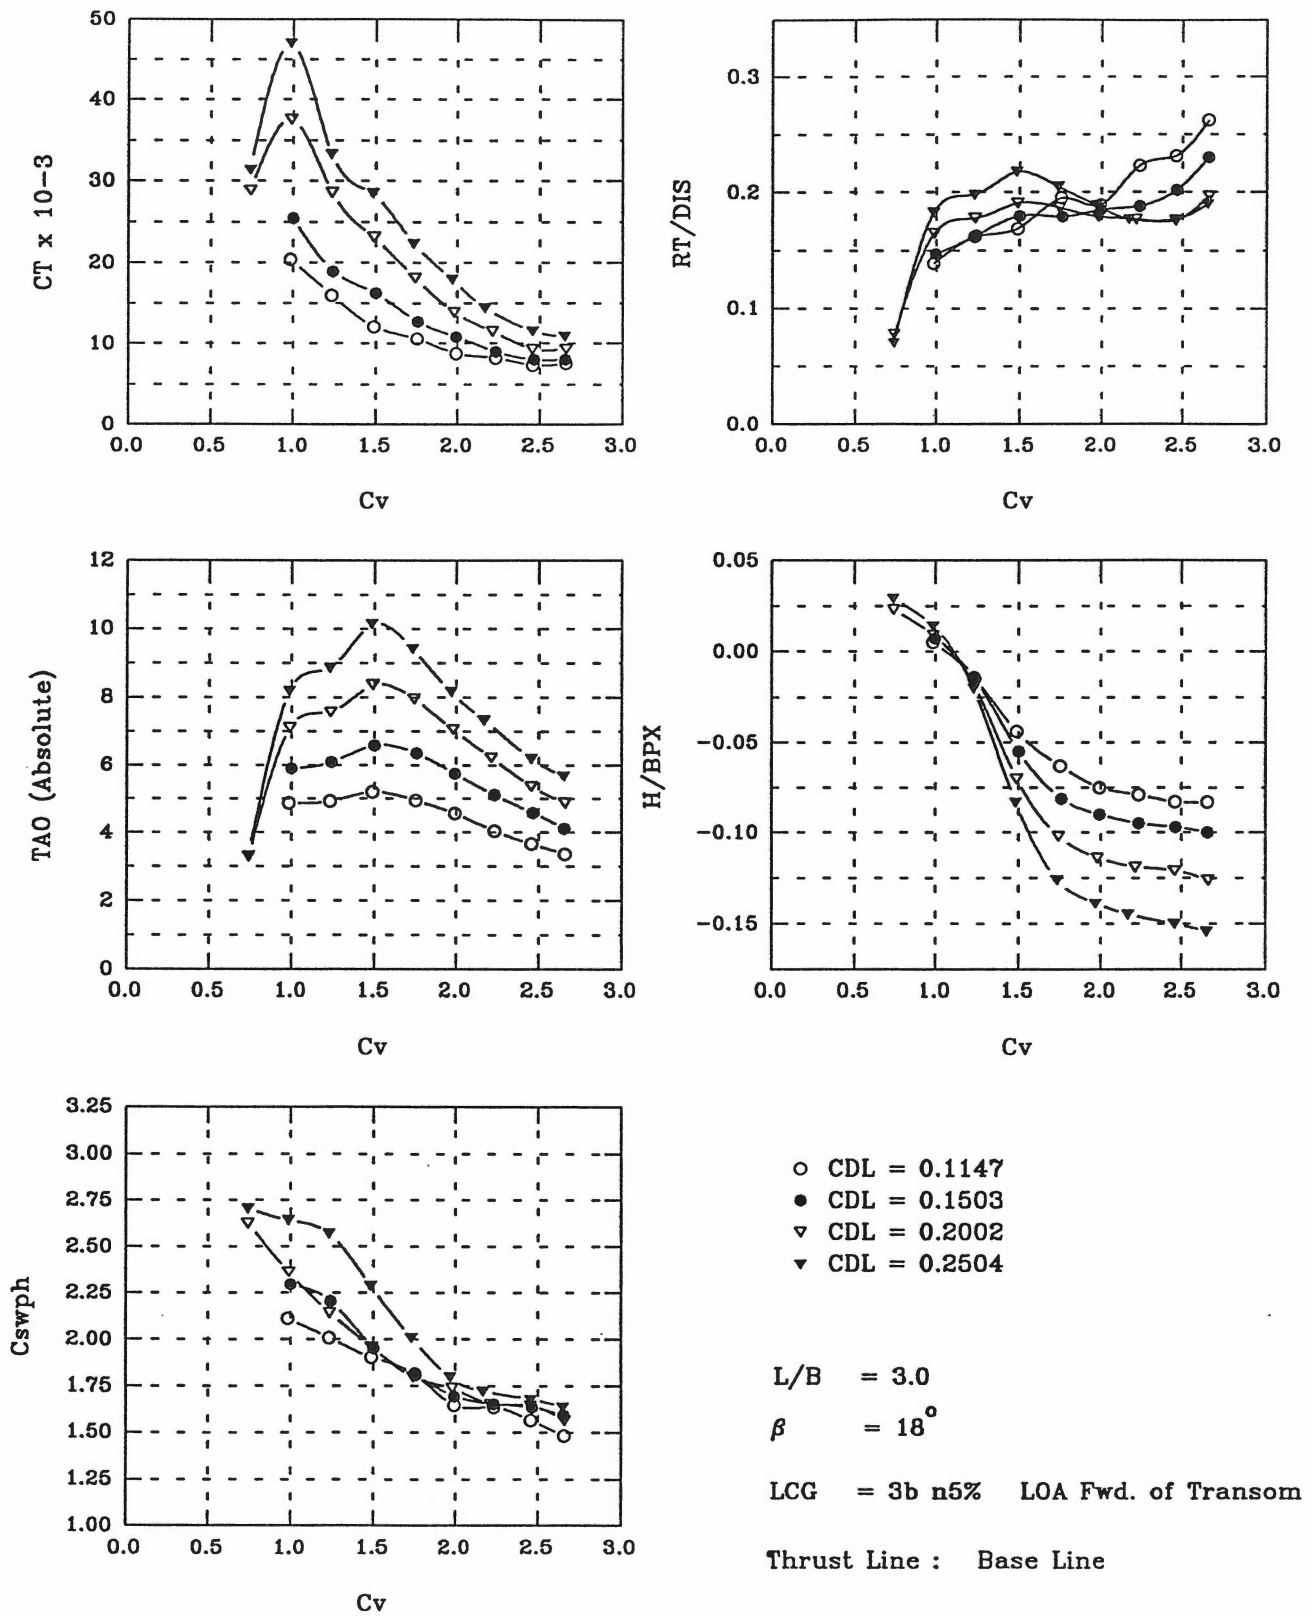 50
40
30
20
10
0
CT x 10-3
0.0 0.5 1.0 1.5 2.0 2.5 3.0
Cv
0.3
0.2
0.1
0.0
RT/DIS
0.0 0.5 1.0 1.5 2.0 2.5 3.0
Cv
12
10
8
6
4
2
0
TAO (Absolute)
0.0 0.5 1.0 1.5 2.0 2.5 3.0
Cv
0.05
0.00
-0.05
-0.10
-0.15
H/BPX
0.0 0.5 1.0 1.5 2.0 2.5 3.0
Cv
3.25
3.00
2.75
2.50
2.25
2.00
1.75
1.50
1.25
1.00
Cswph
0.0 0.5 1.0 1.5 2.0 2.5 3.0
Cv
CDL = 0.1147
CDL = 0.1503
CDL = 0.2002
CDL = 0.2504
L/B = 3.0
β = 18°
LCG = 3b n5% LOA Fwd. of Transom
Thrust Line : Base Line